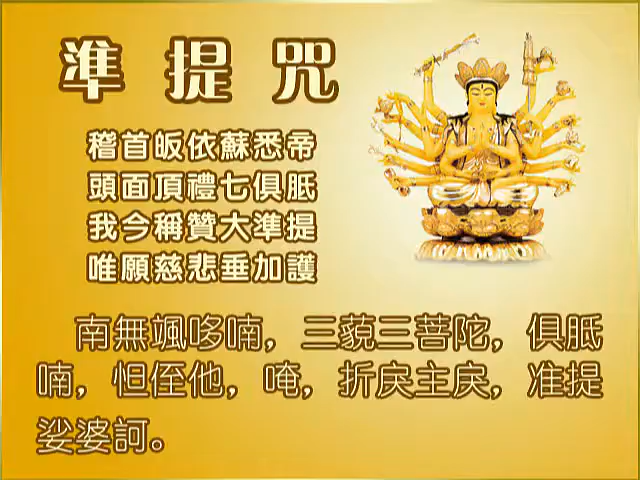 準提咒
稽首皈依蘇悉帝
頭面頂禮七俱胝
我今稱贊大準提
唯願慈悲垂加護
南無颯哆喃，三藐三菩陀，俱胝
喃，怛侄他，唵，折戾主戾，准提
娑婆訶。